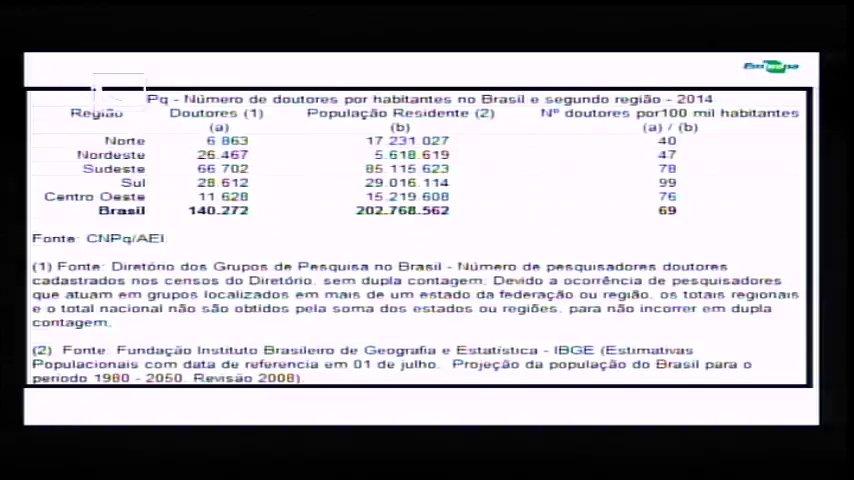 Embrapa
Pq - Número de doutores por habitantes no Brasil e segundo região - 2014
Região Doutores (1) População Residente (2) Nº doutores por100 mil habitantes
(a) (b) (a) / (b)
Norte 6.863 17.231.027 40
Nordeste 26.467 5.618.619 47
Sudeste 66.702 85.115.623 78
Sul 28.612 29.016.114 99
Centro Oeste 11.628 15.219.608 76
Brasil 140.272 202.768.562 69
Fonte: CNPq/AEI
(1) Fonte: Diretório dos Grupos de Pesquisa no Brasil - Número de pesquisadores doutores
cadastrados nos censos do Diretório, sem dupla contagem. Devido a ocorrência de pesquisadores
que atuam em grupos localizados em mais de um estado da federação ou região, os totais regionais
e o total nacional não são obtidos pela soma dos estados ou regiões, para não incorrer em dupla
contagem.
(2) Fonte: Fundação Instituto Brasileiro de Geografia e Estatística - IBGE (Estimativas
Populacionais com data de referencia em 01 de julho. Projeção da população do Brasil para o
periodo 1980 - 2050. Revisão 2008).